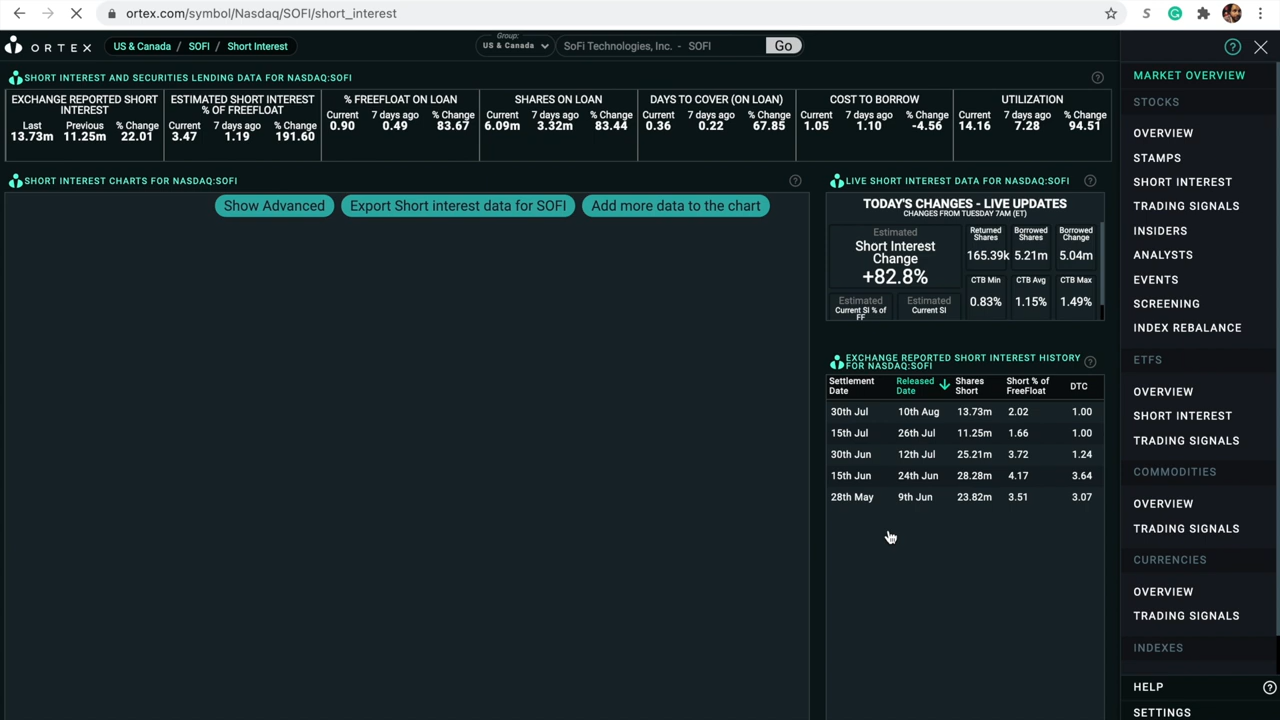 ortex.com/symbol/Nasdaq/SOFI/short_interest
ORTEX
US & Canada / SOFI / Short Interest
Group:
US & Canada
SoFi Technologies, Inc. - SOFI
Go
SHORT INTEREST AND SECURITIES LENDING DATA FOR NASDAQ:SOFI
EXCHANGE REPORTED SHORT INTEREST
Last Previous % Change
13.73m 11.25m 22.01
ESTIMATED SHORT INTEREST % OF FREEFLOAT
Current 7 days ago % Change
3.47 1.19 191.60
% FREEFLOAT ON LOAN
Current 7 days ago % Change
0.90 0.49 83.67
SHARES ON LOAN
Current 7 days ago % Change
6.09m 3.32m 83.44
DAYS TO COVER (ON LOAN)
Current 7 days ago % Change
0.36 0.22 67.85
COST TO BORROW
Current 7 days ago % Change
1.05 1.10 -4.56
UTILIZATION
Current 7 days ago % Change
14.16 7.28 94.51
SHORT INTEREST CHARTS FOR NASDAQ:SOFI
Show Advanced
Export Short interest data for SOFI
Add more data to the chart
LIVE SHORT INTEREST DATA FOR NASDAQ:SOFI
TODAY'S CHANGES - LIVE UPDATES
CHANGES FROM TUESDAY 7AM (ET)
Estimated
Short Interest
Change
+82.8%
Returned Shares
165.39k
Borrowed Shares
5.21m
Borrowed Change
5.04m
CTB Min
0.83%
CTB Avg
1.15%
CTB Max
1.49%
Estimated
Current SI % of
FF
Estimated
Current SI
EXCHANGE REPORTED SHORT INTEREST HISTORY
FOR NASDAQ:SOFI
Settlement Date Released Date Shares Short Short % of FreeFloat DTC
30th Jul 10th Aug 13.73m 2.02 1.00
15th Jul 26th Jul 11.25m 1.66 1.00
30th Jun 12th Jul 25.21m 3.72 1.24
15th Jun 24th Jun 28.28m 4.17 3.64
28th May 9th Jun 23.82m 3.51 3.07
MARKET OVERVIEW
STOCKS
OVERVIEW
STAMPS
SHORT INTEREST
TRADING SIGNALS
INSIDERS
ANALYSTS
EVENTS
SCREENING
INDEX REBALANCE
ETFS
OVERVIEW
SHORT INTEREST
TRADING SIGNALS
COMMODITIES
OVERVIEW
TRADING SIGNALS
CURRENCIES
OVERVIEW
TRADING SIGNALS
INDEXES
HELP
SETTINGS